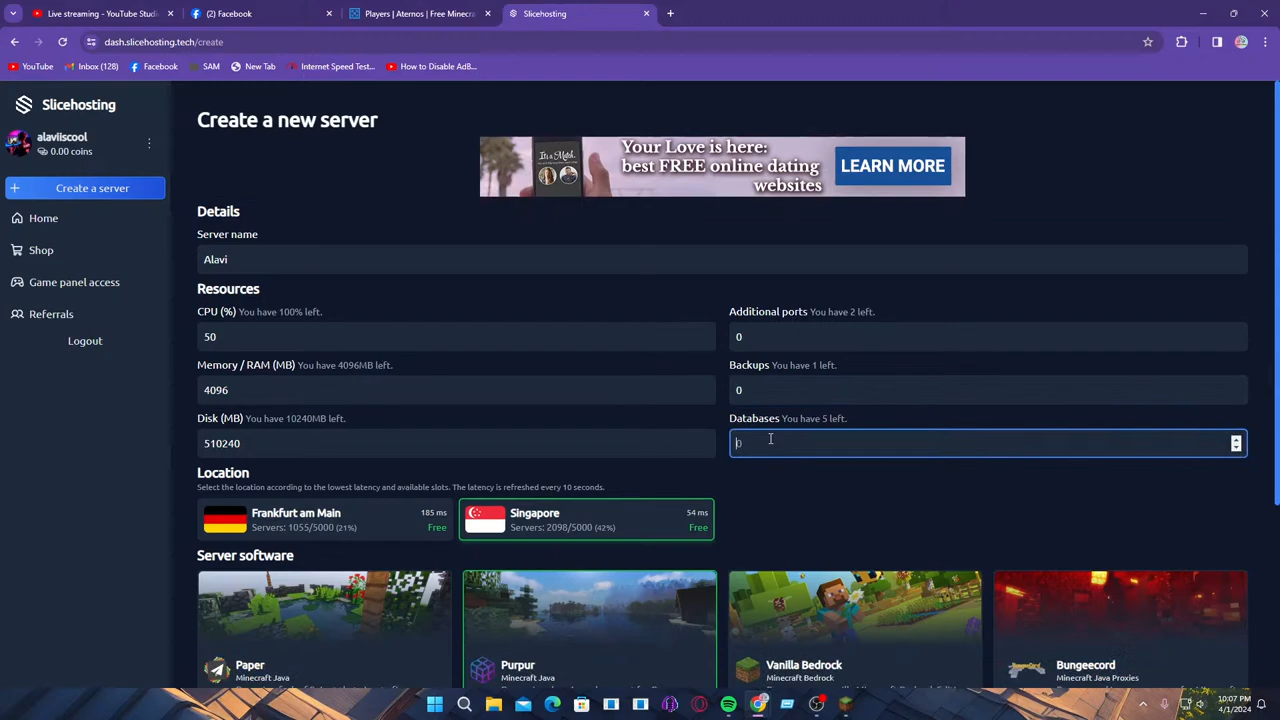 Live streaming - YouTube Studi
(2) Facebook
Players | Aternos | Free Minecra
Slicehosting
dash.slicehosting.tech/create
YouTube
Inbox (128)
Facebook
SAM
New Tab
Internet Speed Test...
How to Disable AdB...
Slicehosting
alaviiscool
0.00 coins
Create a server
Home
Shop
Game panel access
Referrals
Logout
Create a new server
It's a Match.
Your Love is here:
best FREE online dating
websites
LEARN MORE
Details
Server name
Alavi
Resources
CPU (%) You have 100% left.
50
Additional ports You have 2 left.
0
Memory / RAM (MB) You have 4096MB left.
4096
Backups You have 1 left.
0
Disk (MB) You have 10240MB left.
510240
Databases You have 5 left.
0
Location
Select the location according to the lowest latency and available slots. The latency is refreshed every 10 seconds.
Frankfurt am Main 185 ms
Servers: 1055/5000 (21%) Free
Singapore 54 ms
Servers: 2098/5000 (42%) Free
Server software
Paper
Minecraft Java
Purpur
Minecraft Java
Vanilla Bedrock
Minecraft Bedrock
Bungeecord
Minecraft Java Proxies
10:07 PM
4/1/2024